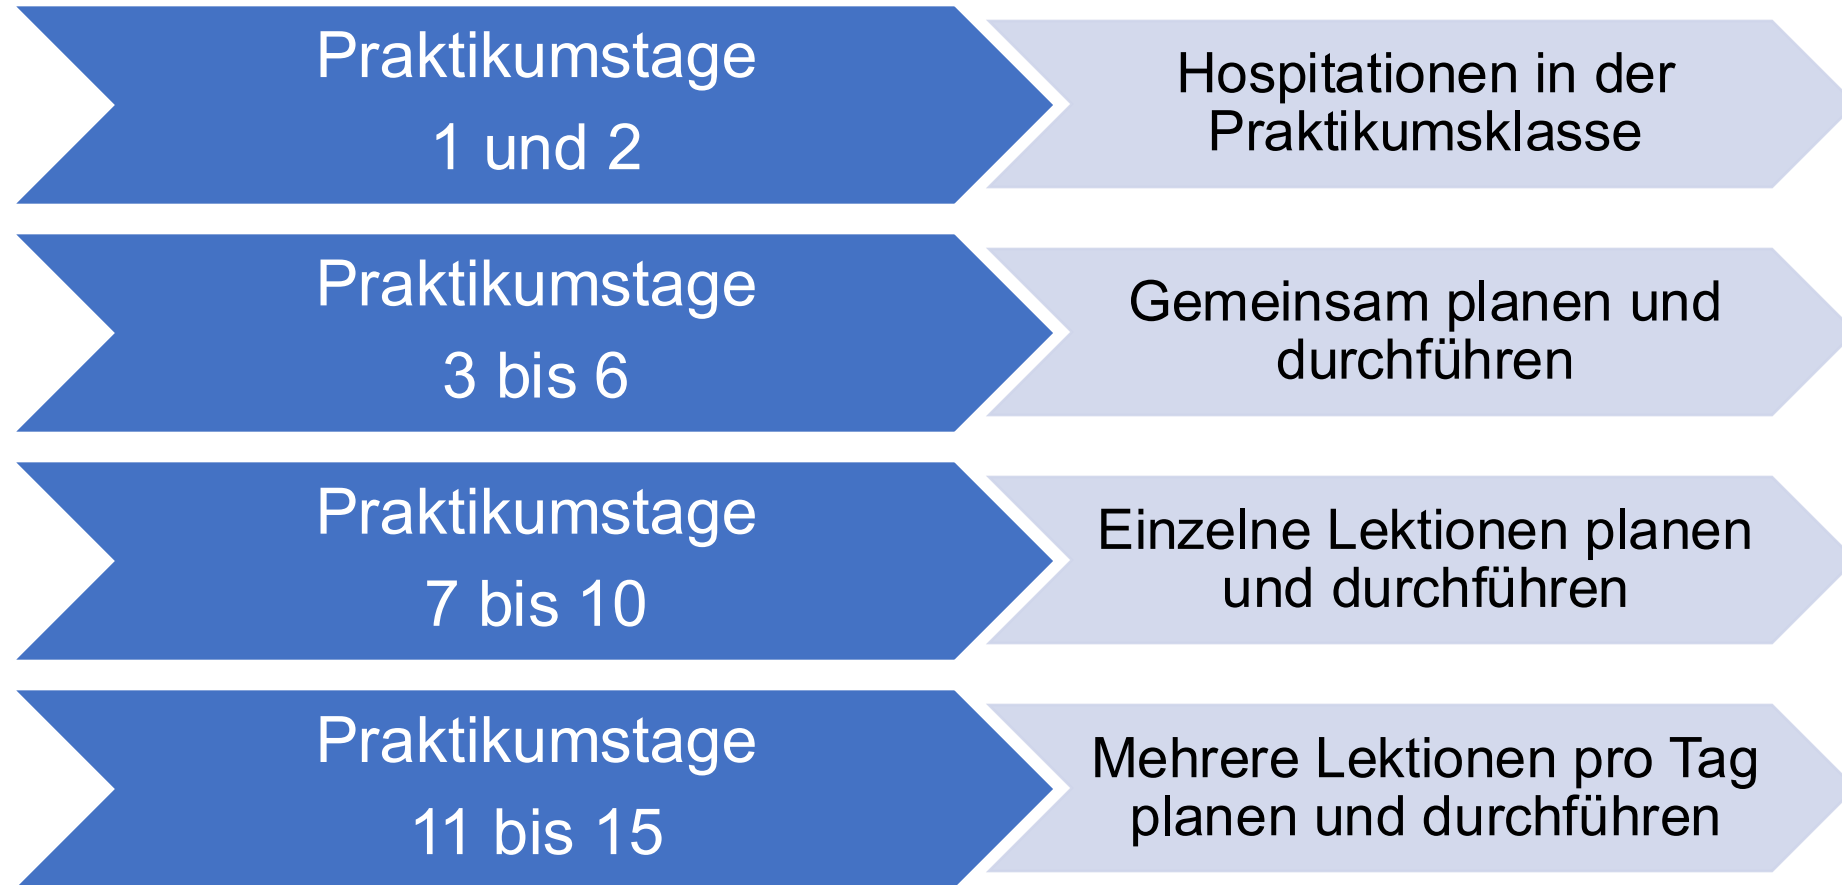 Praktikumstage
1 und 2
Hospitationen in der
Praktikumsklasse
Praktikumstage
3 bis 6
Gemeinsam planen und
durchführen
Praktikumstage
7 bis 10
Einzelne Lektionen planen
und durchführen
Praktikumstage
11 bis 15
Mehrere Lektionen pro Tag
planen und durchführen